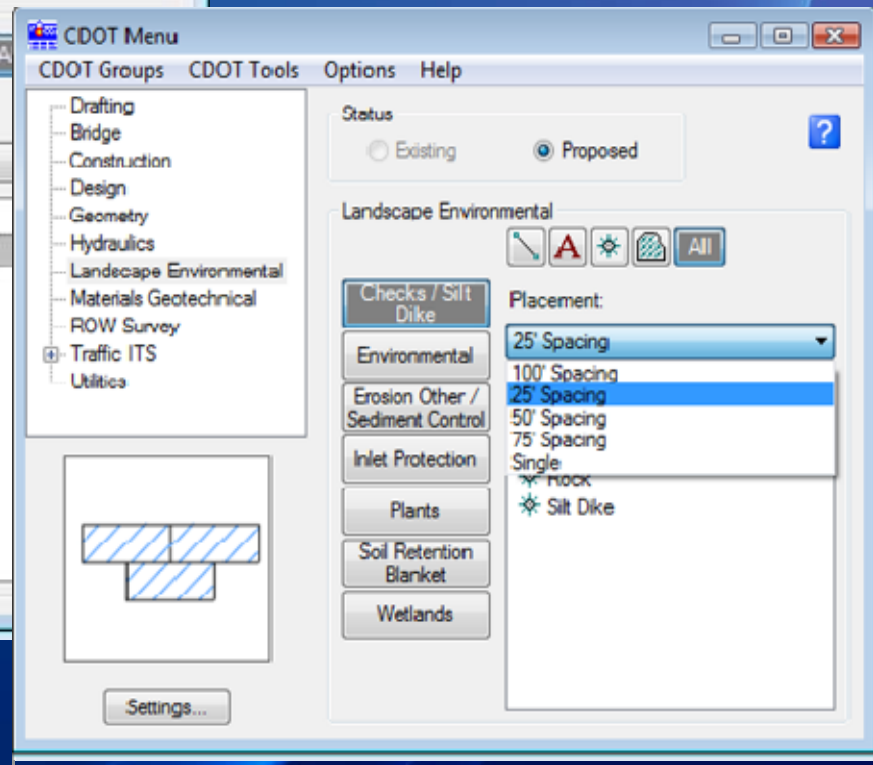 CDOT Menu
CDOT Groups CDOT Tools Options Help
Drafting
Bridge
Construction
Design
Geometry
Hydraulics
Landscape Environmental
Materials Geotechnical
ROW Survey
Traffic ITS
Utilities
Settings...
Status
Existing Proposed
?
Landscape Environmental
A All
Checks / Silt
Dike
Environmental
Erosion Other /
Sediment Control
Inlet Protection
Plants
Soil Retention
Blanket
Wetlands
Placement:
25' Spacing
100' Spacing
25' Spacing
50' Spacing
75' Spacing
Single
Rock
Silt Dike